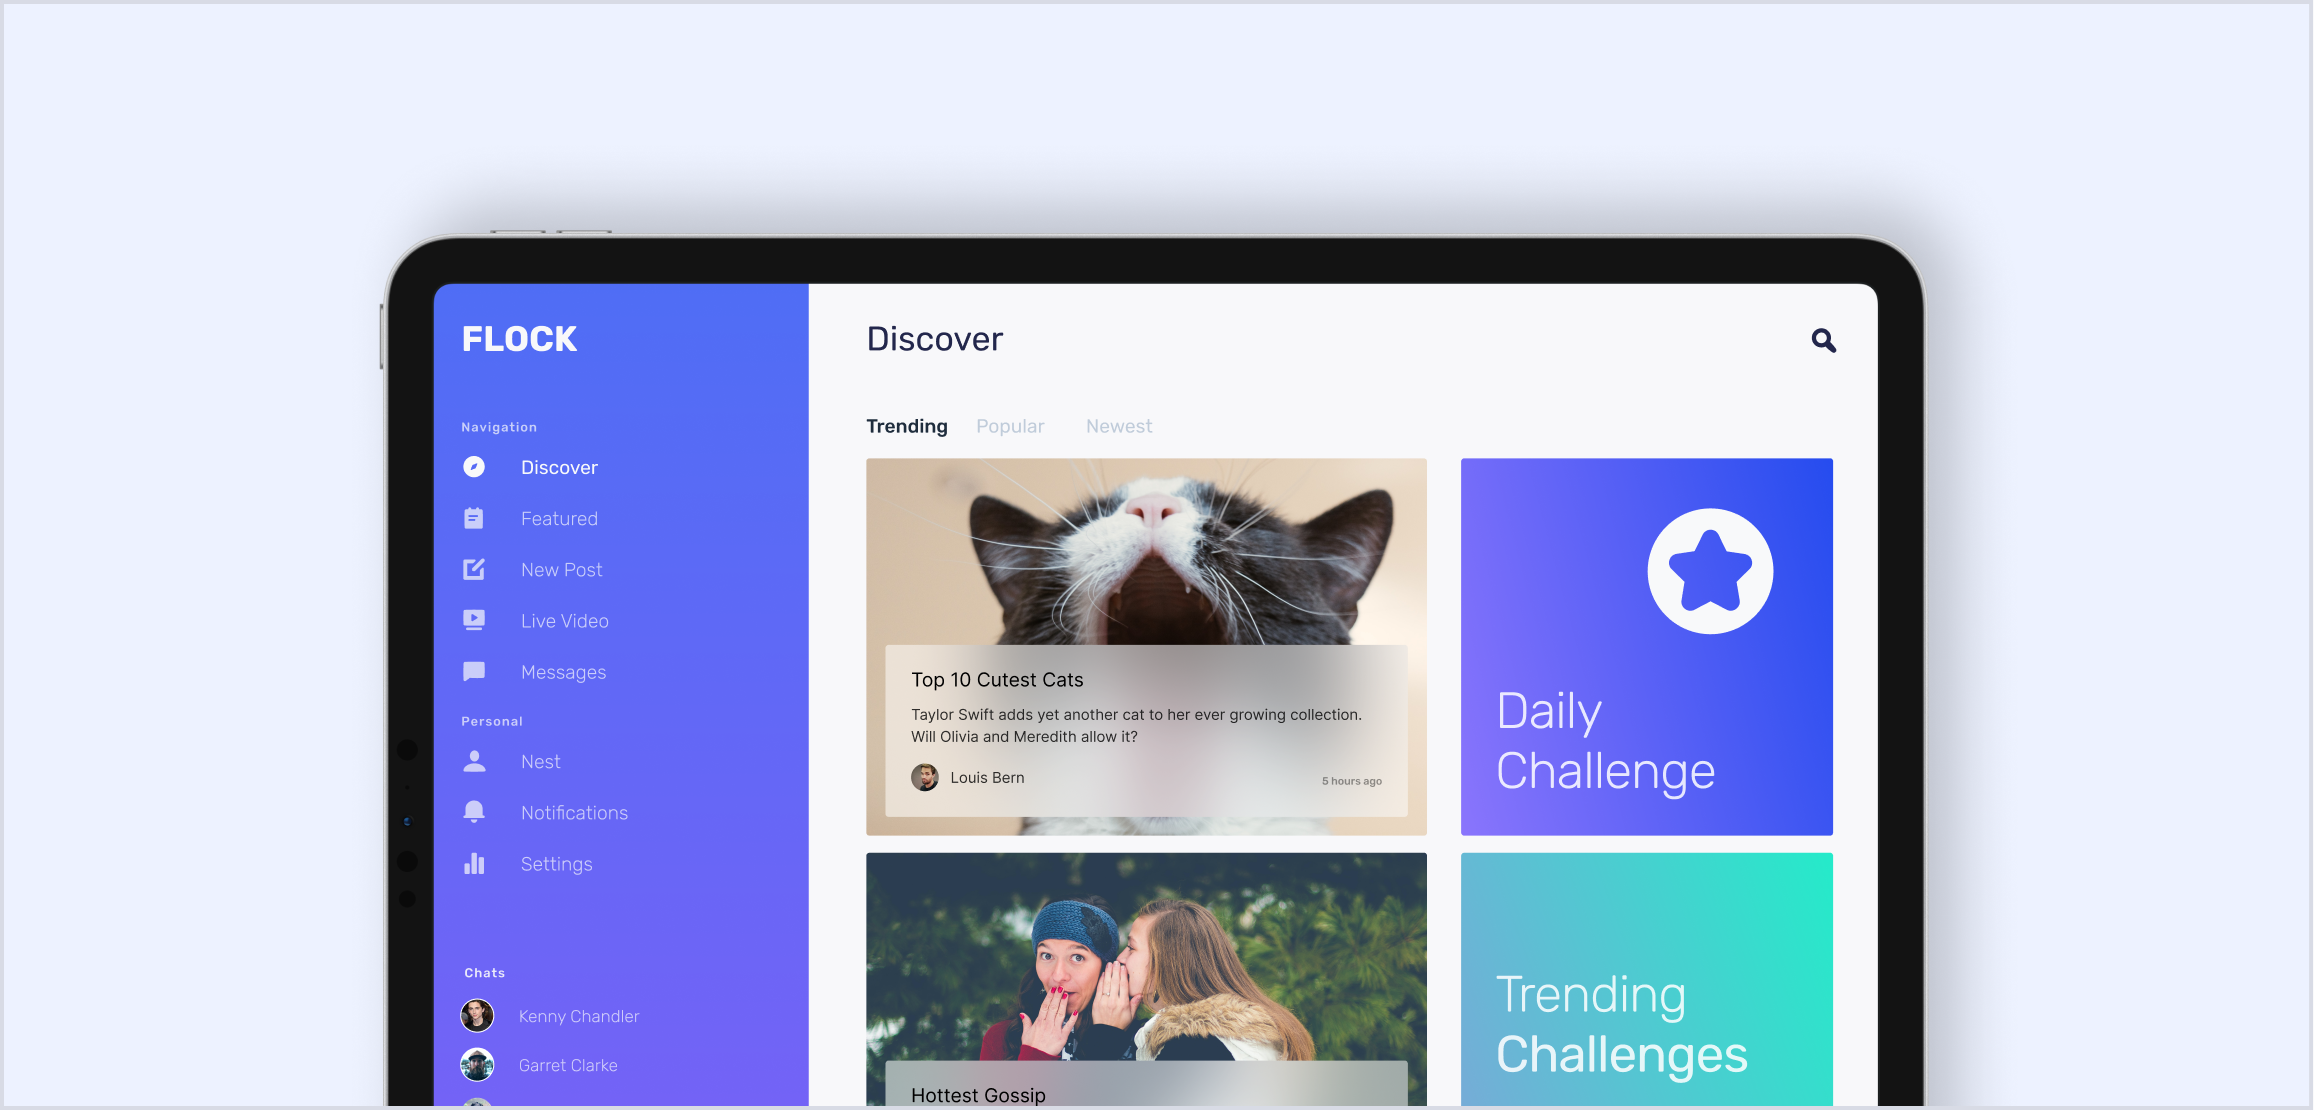 FLOCK
Navigation
Discover
Featured
New Post
Live Video
Messages
Personal
Nest
Notifications
Settings
Chats
Kenny Chandler
Garret Clarke
Discover
Trending
Popular
Newest
Top 10 Cutest Cats
Taylor Swift adds yet another cat to her ever growing collection.
Will Olivia and Meredith allow it?
Louis Bern
5 hours ago
Daily
Challenge
Hottest Gossip
Trending
Challenges